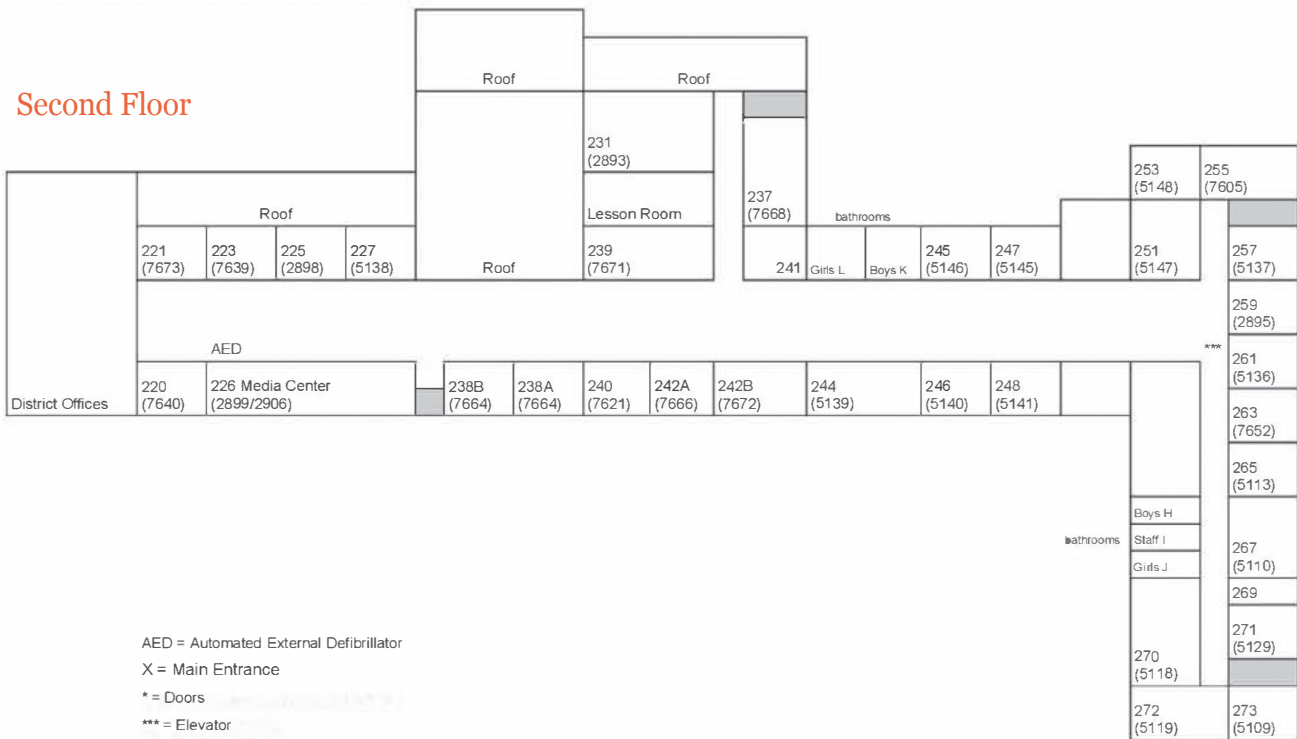 Second Floor
Roof
Roof
231
(2893)
Lesson Room
239
(7671)
Roof
237
(7668)
241
bathrooms
Girls L
Boys K
245
(5146)
247
(5145)
253
(5148)
255
(7605)
251
(5147)
257
(5137)
259
(2895)
***
261
(5136)
263
(7652)
265
(5113)
267
(5110)
269
271
(5129)
273
(5109)
Roof
221
(7673)
223
(7639)
225
(2898)
227
(5138)
AED
District Offices
220
(7640)
226 Media Center
(2899/2906)
238B
(7664)
238A
(7664)
240
(7621)
242A
(7666)
242B
(7672)
244
(5139)
246
(5140)
248
(5141)
bathrooms
Boys H
Staff I
Girls J
270
(5118)
272
(5119)
AED = Automated External Defibrillator
X = Main Entrance
* = Doors
*** = Elevator